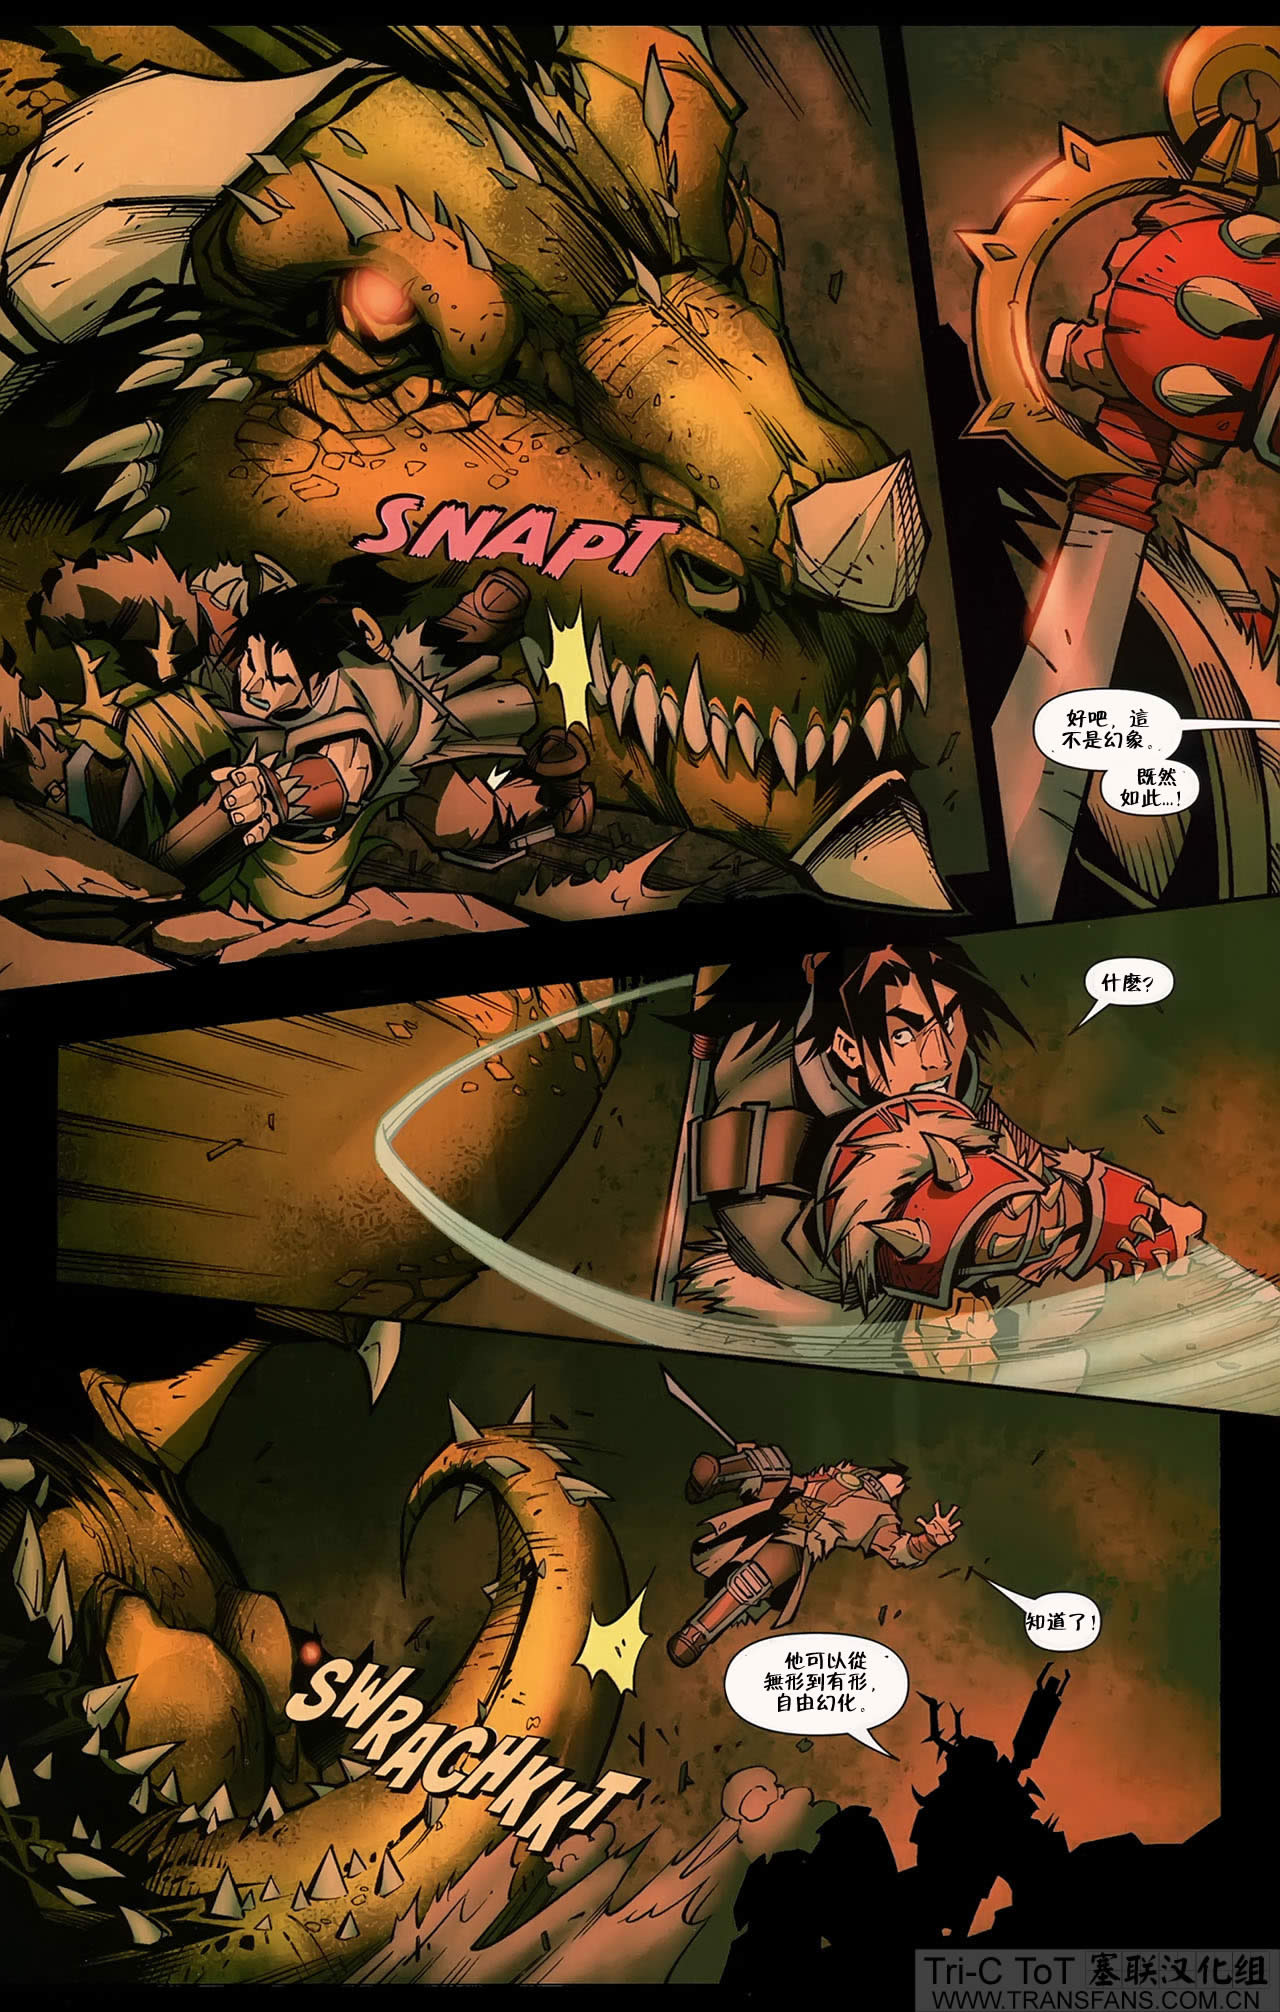 SNAPT
好吧，這
不是幻象。
既然
如此...！
什麼？
SWRACHKKT
知道了！
他可以從
無形到有形，
自由幻化。
Tri-C ToT 塞联汉化组
WWW.TRANSFANS.COM.CN